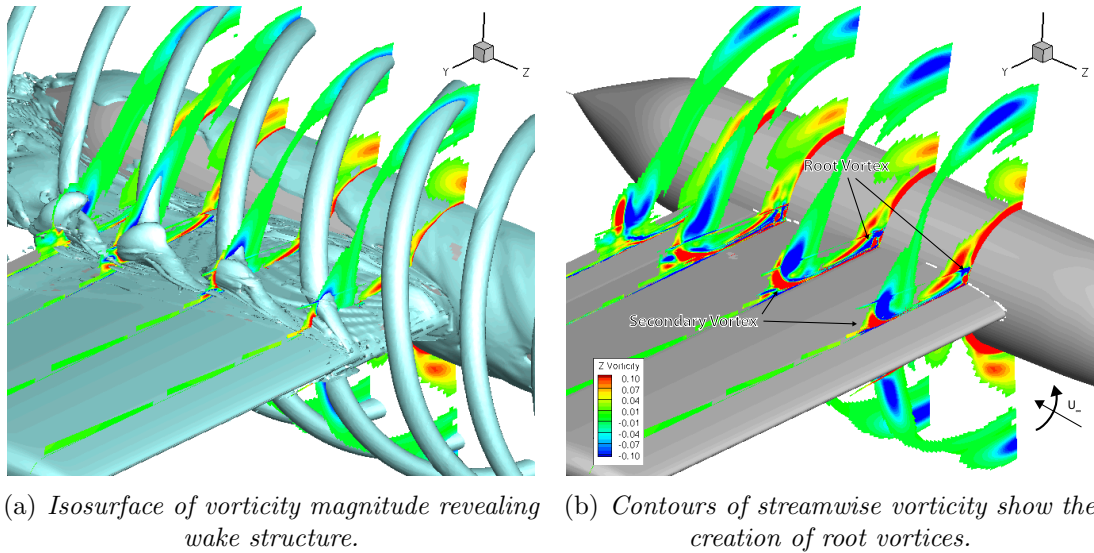 Y
Z
Y
Z
Root Vortex
Secondary Vortex
Z Vorticity
0.10
0.07
0.04
0.01
-0.01
-0.04
-0.07
-0.10
U∞
(a) Isosurface of vorticity magnitude revealing
wake structure.
(b) Contours of streamwise vorticity show the
creation of root vortices.